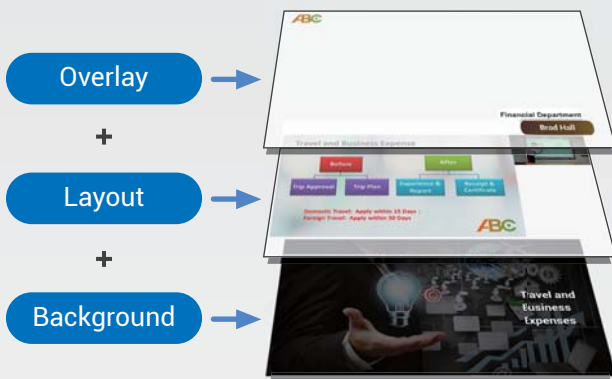 ABC
Overlay
Financial Department
Brad Hall
+
Travel and Business Expense
Before
After
Layout
Trip Approval
Trip Plan
Experience &
Report
Receipt &
Certificate
Domestic Travel: Apply within 15 Days ;
Foreign Travel: Apply within 30 Days
ABC
+
Background
Travel and
Business
Expenses